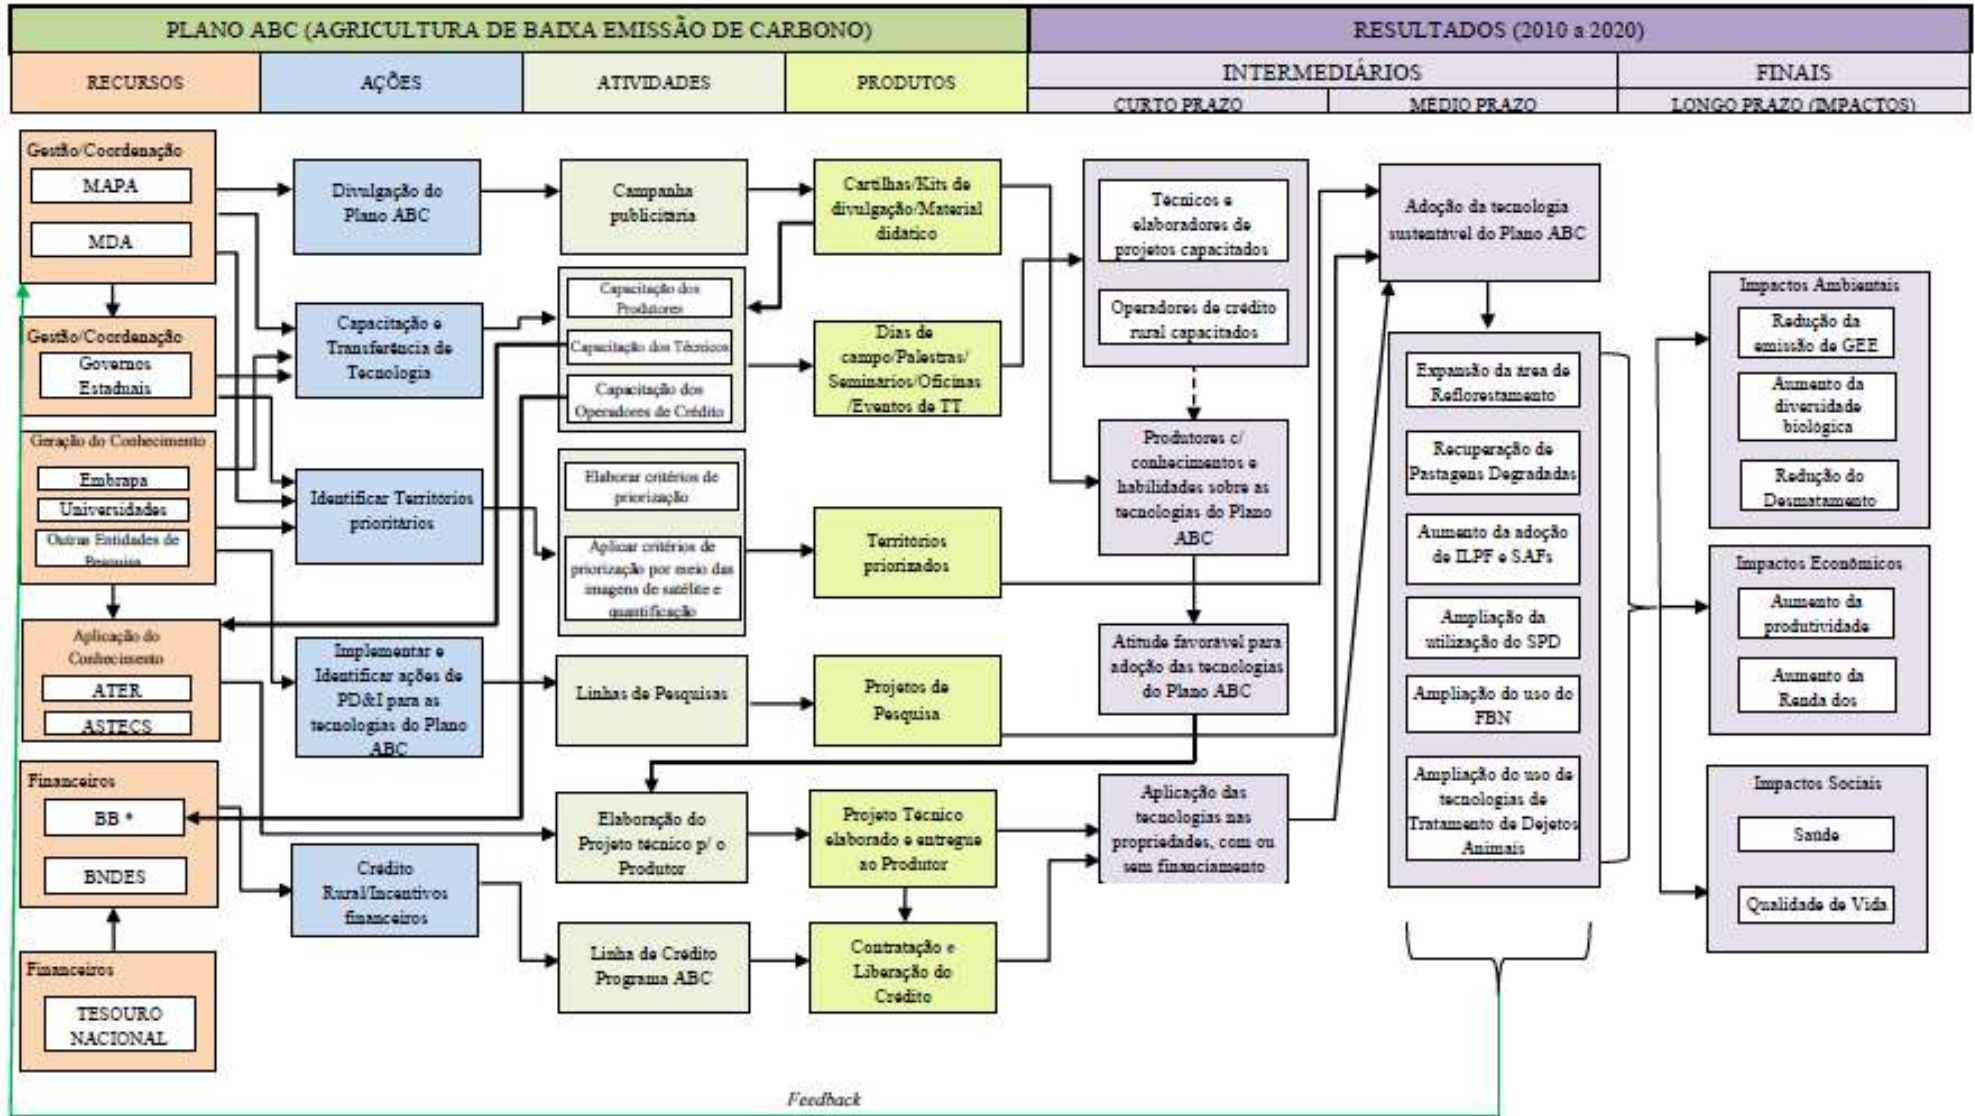 PLANO ABC (AGRICULTURA DE BAIXA EMISSÃO DE CARBONO)
RESULTADOS (2010 a 2020)
RECURSOS
AÇÕES
ATIVIDADES
PRODUTOS
INTERMEDIÁRIOS
FINAIS
CURTO PRAZO
MÉDIO PRAZO
LONGO PRAZO (IMPACTOS)
Gestão/Coordenação
MAPA
MDA
Gestão/Coordenação
Governos
Estaduais
Geração do Conhecimento
Embrapa
Universidades
Outras Entidades de
Pesquisa
Aplicação do
Conhecimento
ATER
ASTECS
Financeiros
BB *
BNDES
Financeiros
TESOURO
NACIONAL
Divulgação do
Plano ABC
Capacitação e
Transferência de
Tecnologia
Identificar Territórios
prioritários
Implementar e
Identificar ações de
PD&I para as
tecnologias do Plano
ABC
Crédito
Rural/Incentivos
financeiros
Campanha
publicitária
Capacitação dos
Produtores
Capacitação dos Técnicos
Capacitação dos
Operadores de Crédito
Elaborar critérios de
priorização
Aplicar critérios de
priorização por meio das
imagens de satélite e
quantificação
Linhas de Pesquisas
Elaboração do
Projeto técnico p/ o
Produtor
Linha de Crédito
Programa ABC
Cartilhas/Kits de
divulgação/Material
didático
Dias de
campo/Palestras/
Seminários/Oficinas
/Eventos de TT
Territórios
priorizados
Projetos de
Pesquisa
Projeto Técnico
elaborado e entregue
ao Produtor
Contratação e
Liberação do
Crédito
Técnicos e
elaboradores de
projetos capacitados
Operadores de crédito
rural capacitados
Produtores c/
conhecimentos e
habilidades sobre as
tecnologias do Plano
ABC
Atitude favorável para
adoção das tecnologias
do Plano ABC
Aplicação das
tecnologias nas
propriedades, com ou
sem financiamento
Adoção da tecnologia
sustentável do Plano ABC
Expansão da área de
Reflorestamento
Recuperação de
Pastagens Degradadas
Aumento da adoção
de ILPF e SAFs
Ampliação da
utilização do SPD
Ampliação do uso do
FBN
Ampliação do uso de
tecnologias de
Tratamento de Dejetos
Animais
Impactos Ambientais
Redução da
emissão de GEE
Aumento da
diversidade
biológica
Redução do
Desmatamento
Impactos Econômicos
Aumento da
produtividade
Aumento da
Renda dos
Impactos Sociais
Saúde
Qualidade de Vida
Feedback